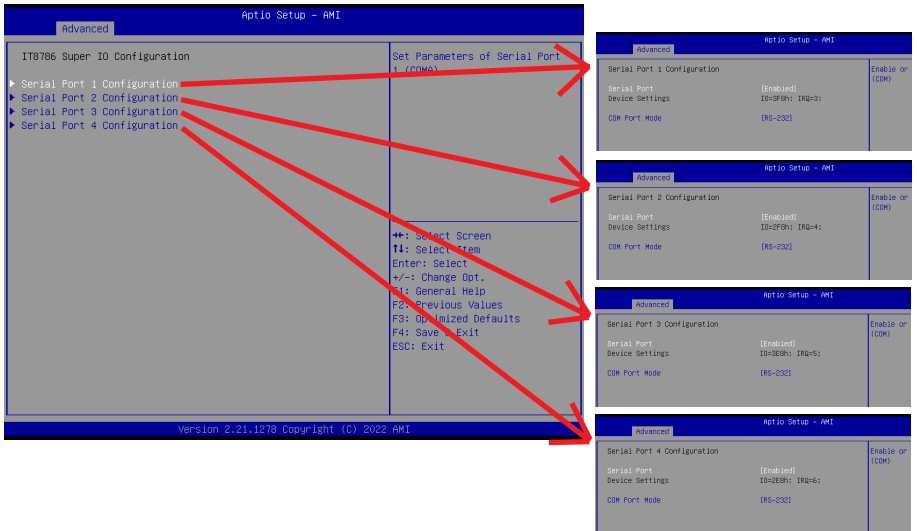 Aptio Setup – AMI
Advanced
IT8786 Super IO Configuration
Serial Port 1 Configuration
Serial Port 2 Configuration
Serial Port 3 Configuration
Serial Port 4 Configuration
Set Parameters of Serial Port
1 (COMA)
→←: Select Screen
↑↓: Select Item
Enter: Select
+/-: Change Opt.
F1: General Help
F2: Previous Values
F3: Optimized Defaults
F4: Save & Exit
ESC: Exit
Version 2.21.1278 Copyright (C) 2022 AMI
Aptio Setup – AMI
Advanced
Serial Port 1 Configuration
Serial Port [Enabled]
Device Settings IO=3F8h; IRQ=3;
COM Port Mode [RS-232]
Enable or
(COM)
Aptio Setup – AMI
Advanced
Serial Port 2 Configuration
Serial Port [Enabled]
Device Settings IO=2F8h; IRQ=4;
COM Port Mode [RS-232]
Enable or
(COM)
Aptio Setup – AMI
Advanced
Serial Port 3 Configuration
Serial Port [Enabled]
Device Settings IO=3E8h; IRQ=5;
COM Port Mode [RS-232]
Enable or
(COM)
Aptio Setup – AMI
Advanced
Serial Port 4 Configuration
Serial Port [Enabled]
Device Settings IO=2E8h; IRQ=6;
COM Port Mode [RS-232]
Enable or
(COM)